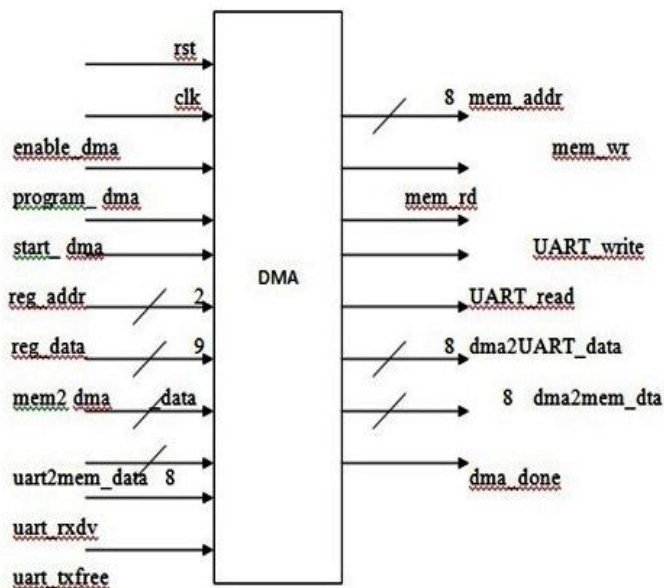 rst
clk
8 mem_addr
enable_dma
mem_wr
program_ dma
mem_rd
start_ dma
UART_write
DMA
reg_addr 2
UART_read
reg_data 9
8 dma2UART_data
mem2 dma _data
8 dma2mem_dta
uart2mem_data 8
dma_done
uart_rxdv
uart_txfree